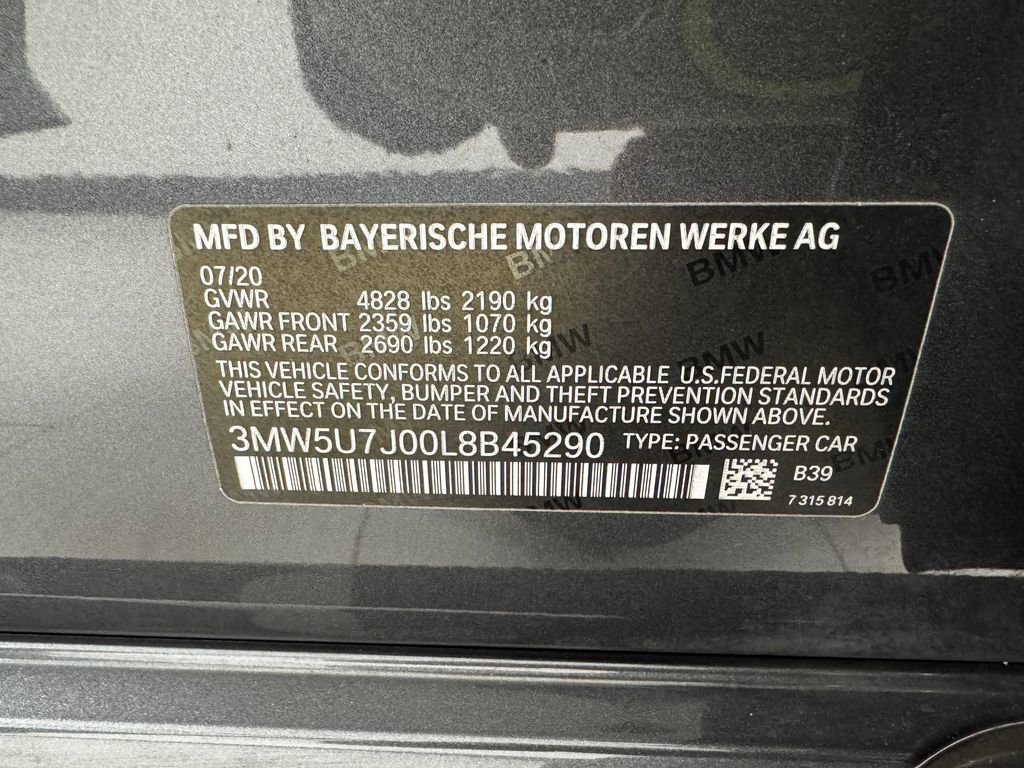 MFD BY BAYERISCHE MOTOREN WERKE AG
07/20
GVWR 4828 lbs 2190 kg
GAWR FRONT 2359 lbs 1070 kg
GAWR REAR 2690 lbs 1220 kg
THIS VEHICLE CONFORMS TO ALL APPLICABLE U.S.FEDERAL MOTOR
VEHICLE SAFETY, BUMPER AND THEFT PREVENTION STANDARDS
IN EFFECT ON THE DATE OF MANUFACTURE SHOWN ABOVE.
3MW5U7J00L8B45290 TYPE: PASSENGER CAR
B39
7 315 814